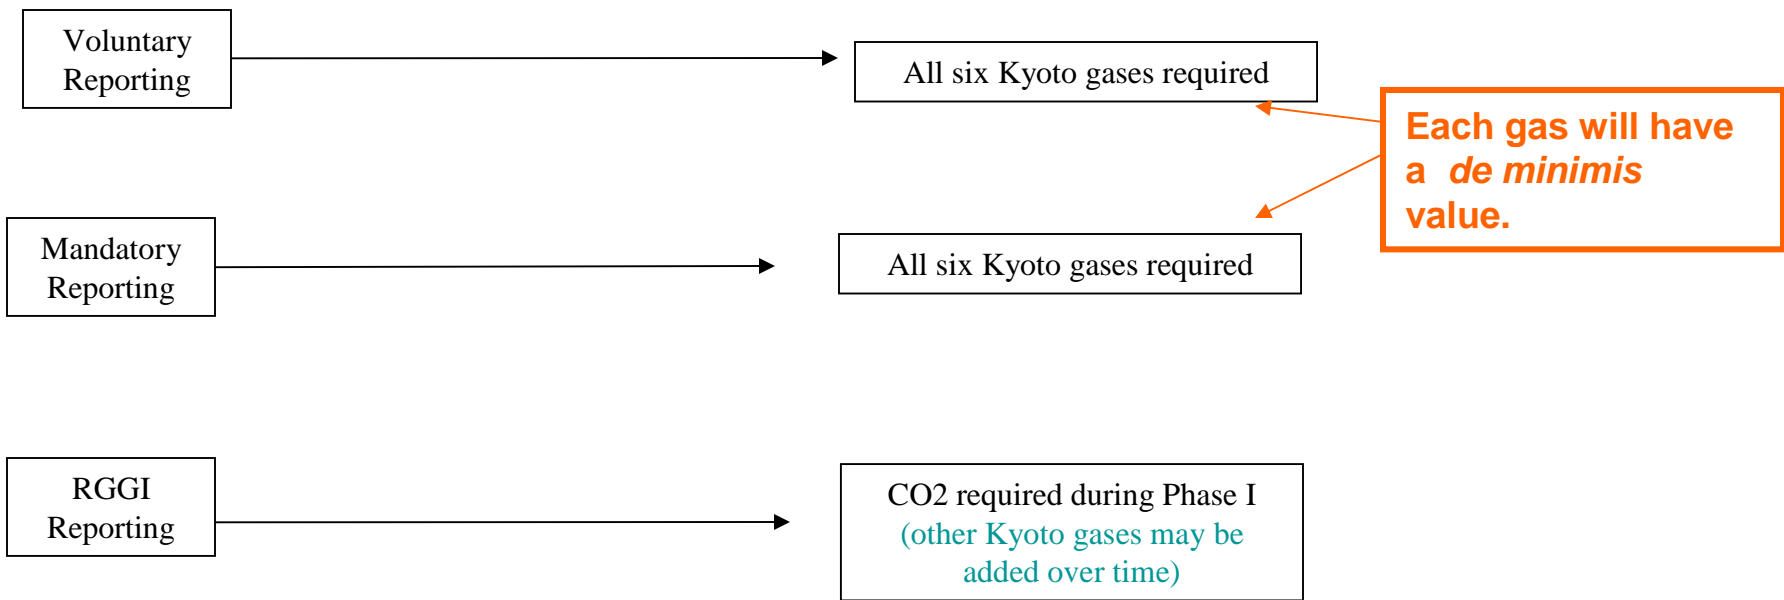 Voluntary
Reporting
All six Kyoto gases required
Each gas will have
a de minimis
value.
Mandatory
Reporting
All six Kyoto gases required
RGGI
Reporting
CO2 required during Phase I
(other Kyoto gases may be
added over time)